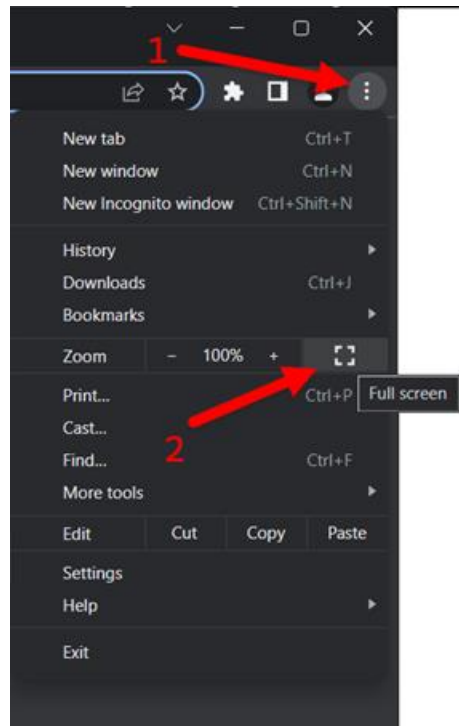 1
New tab Ctrl+T
New window Ctrl+N
New Incognito window Ctrl+Shift+N
History
Downloads Ctrl+J
Bookmarks
Zoom - 100% +
Print... Ctrl+P Full screen
Cast...
2
Find... Ctrl+F
More tools
Edit Cut Copy Paste
Settings
Help
Exit